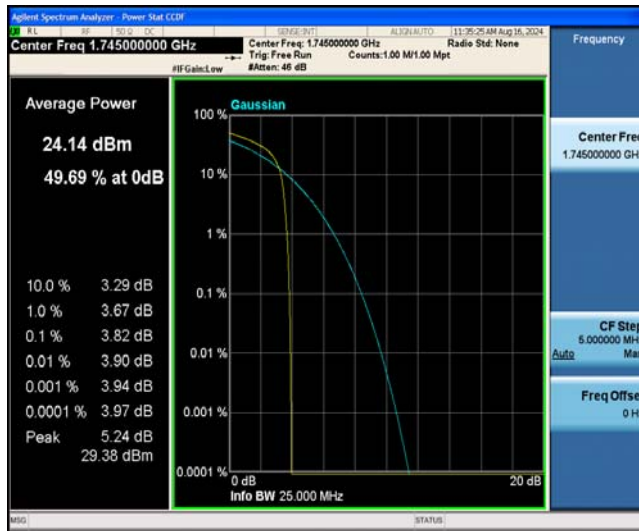 Agilent Spectrum Analyzer - Power Stat CCDF
RL RF 50 Ω DC SENSE:INT ALIGN AUTO 11:35:25 AM Aug 16, 2024
Center Freq 1.745000000 GHz
Center Freq: 1.745000000 GHz Radio Std: None
Trig: Free Run Counts:1.00 M/1.00 Mpt
#IFGain:Low #Atten: 46 dB
Frequency
Average Power
24.14 dBm
49.69 % at 0dB
10.0 % 3.29 dB
1.0 % 3.67 dB
0.1 % 3.82 dB
0.01 % 3.90 dB
0.001 % 3.94 dB
0.0001 % 3.97 dB
Peak 5.24 dB
29.38 dBm
Gaussian
100 %
10 %
1 %
0.1 %
0.01 %
0.001 %
0.0001 %
0 dB 20 dB
Info BW 25.000 MHz
Center Fre
1.745000000 GH
CF Step
5.000000 MH
Auto Ma
Freq Offse
0 H
MSG STATUS